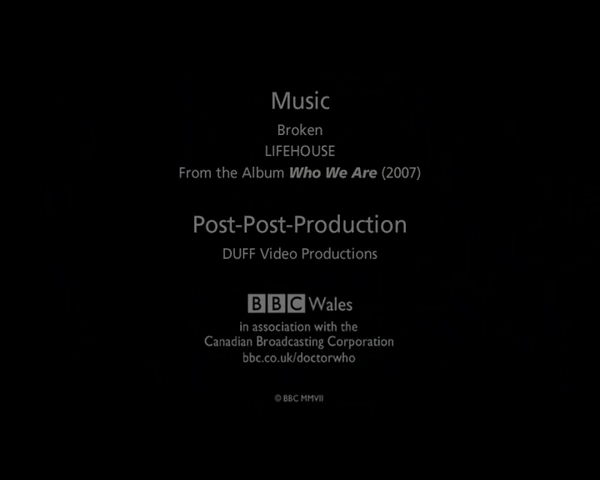 Music
Broken
LIFEHOUSE
From the Album Who We Are (2007)
Post-Post-Production
DUFF Video Productions
BBC Wales
in association with the
Canadian Broadcasting Corporation
bbc.co.uk/doctorwho
© BBC MMVII